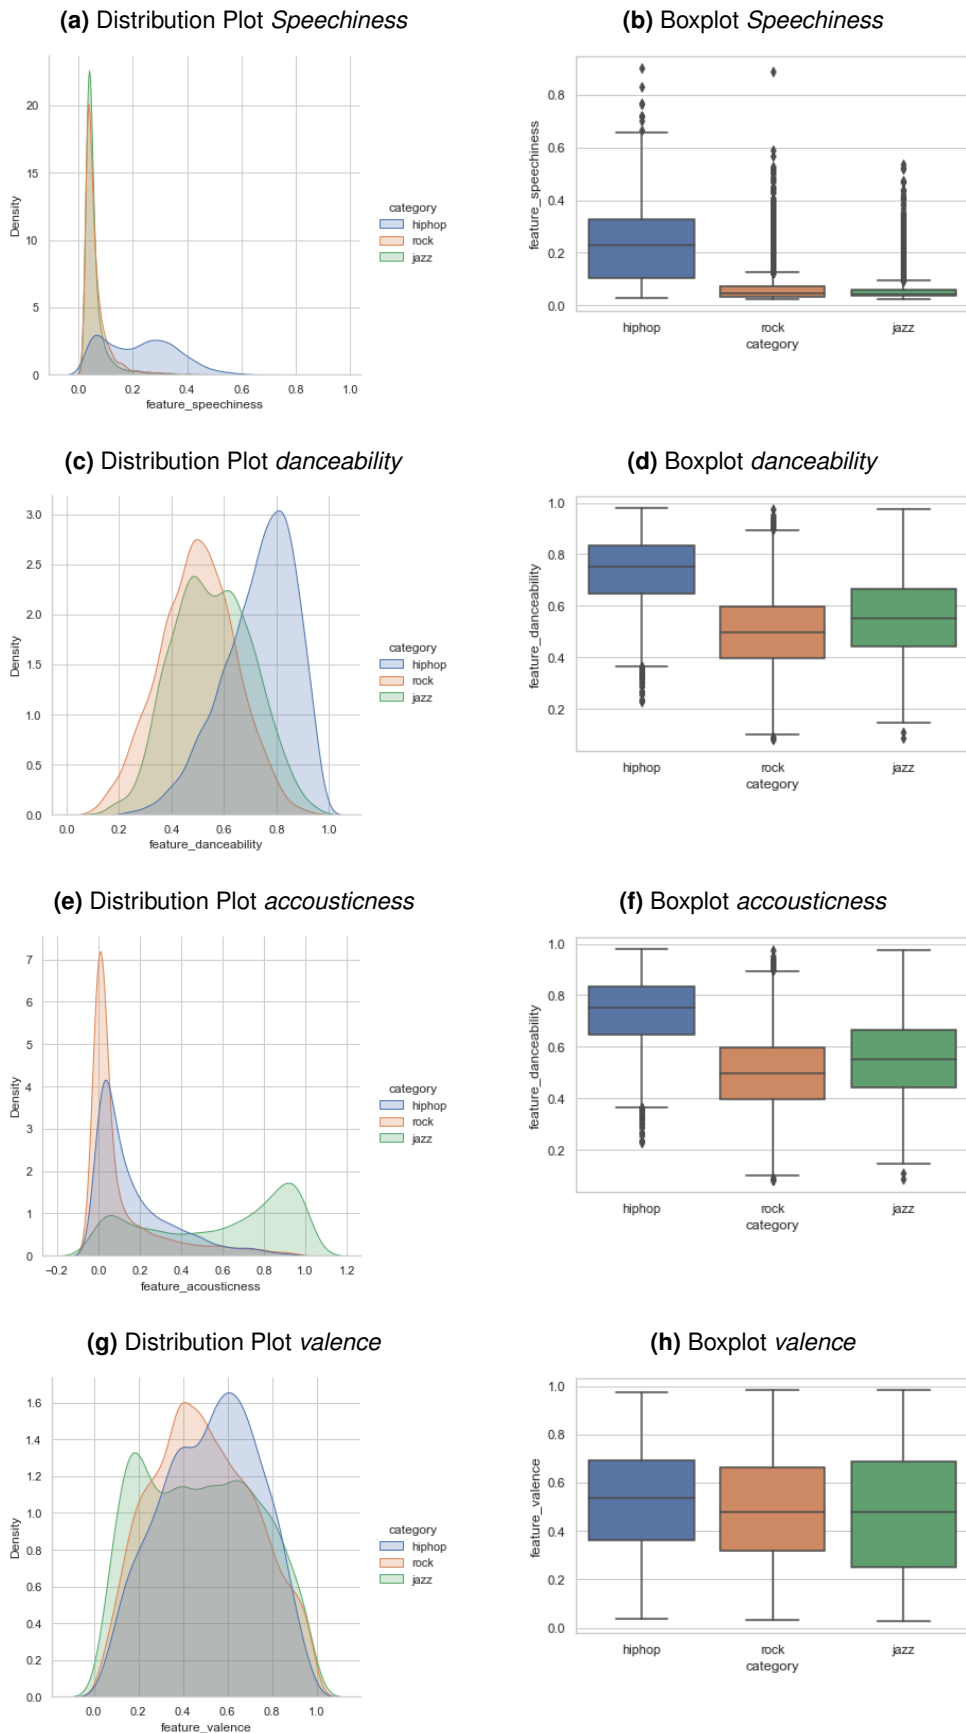 (a) Distribution Plot Speechiness
20
15
10
5
0
Density
0.0 0.2 0.4 0.6 0.8 1.0
feature_speechiness
category
hiphop
rock
jazz
(b) Boxplot Speechiness
0.8
0.6
0.4
0.2
0.0
feature_speechiness
hiphop rock jazz
category
(c) Distribution Plot danceability
3.0
2.5
2.0
1.5
1.0
0.5
0.0
Density
0.0 0.2 0.4 0.6 0.8 1.0
feature_danceability
category
hiphop
rock
jazz
(d) Boxplot danceability
1.0
0.8
0.6
0.4
0.2
feature_danceability
hiphop rock jazz
category
(e) Distribution Plot accousticness
7
6
5
4
3
2
1
0
Density
−0.2 0.0 0.2 0.4 0.6 0.8 1.0 1.2
feature_acousticness
category
hiphop
rock
jazz
(f) Boxplot accousticness
1.0
0.8
0.6
0.4
0.2
feature_danceability
hiphop rock jazz
category
(g) Distribution Plot valence
1.6
1.4
1.2
1.0
0.8
0.6
0.4
0.2
0.0
Density
0.0 0.2 0.4 0.6 0.8 1.0
feature_valence
category
hiphop
rock
jazz
(h) Boxplot valence
1.0
0.8
0.6
0.4
0.2
0.0
feature_valence
hiphop rock jazz
category